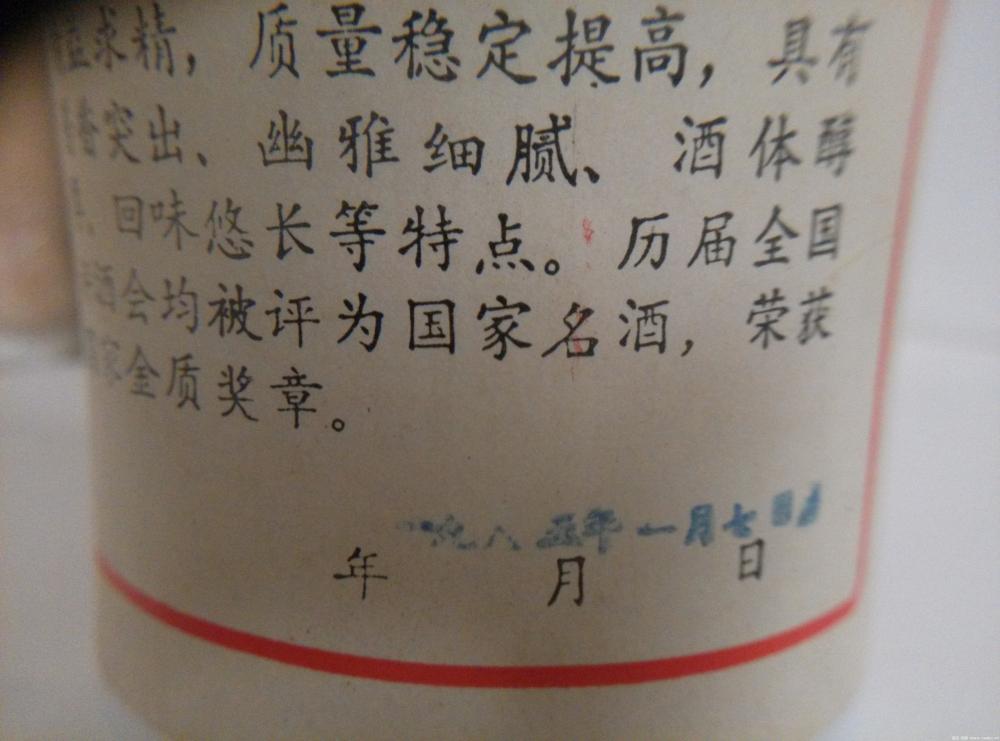 益求精，质量稳定提高，具有
香突出、幽雅细腻、酒体醇
回味悠长等特点。历届全国
酒会均被评为国家名酒，荣获
家金质奖章。
一九八五年一月七日
年 月 日